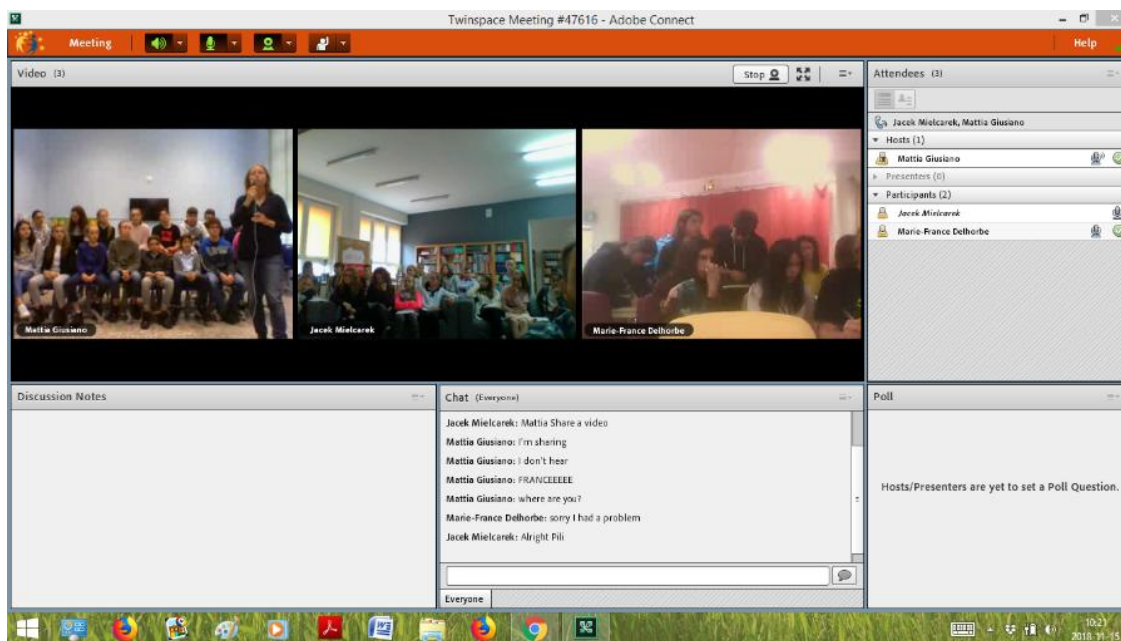 Twinspace Meeting #47616 - Adobe Connect
Meeting
Help
Video (3)
Stop
Mattia Giusiano
Jacek Mielcarek
Marie-France Delhorbe
Attendees (3)
Jacek Mielcarek, Mattia Giusiano
Hosts (1)
Mattia Giusiano
Presenters (0)
Participants (2)
Jacek Mielcarek
Marie-France Delhorbe
Discussion Notes
Chat (Everyone)
Jacek Mielcarek: Mattia Share a video
Mattia Giusiano: I'm sharing
Mattia Giusiano: I don't hear
Mattia Giusiano: FRANCEEEEE
Mattia Giusiano: where are you?
Marie-France Delhorbe: sorry I had a problem
Jacek Mielcarek: Alright Pili
Everyone
Poll
Hosts/Presenters are yet to set a Poll Question.
10:21
2018-11-15